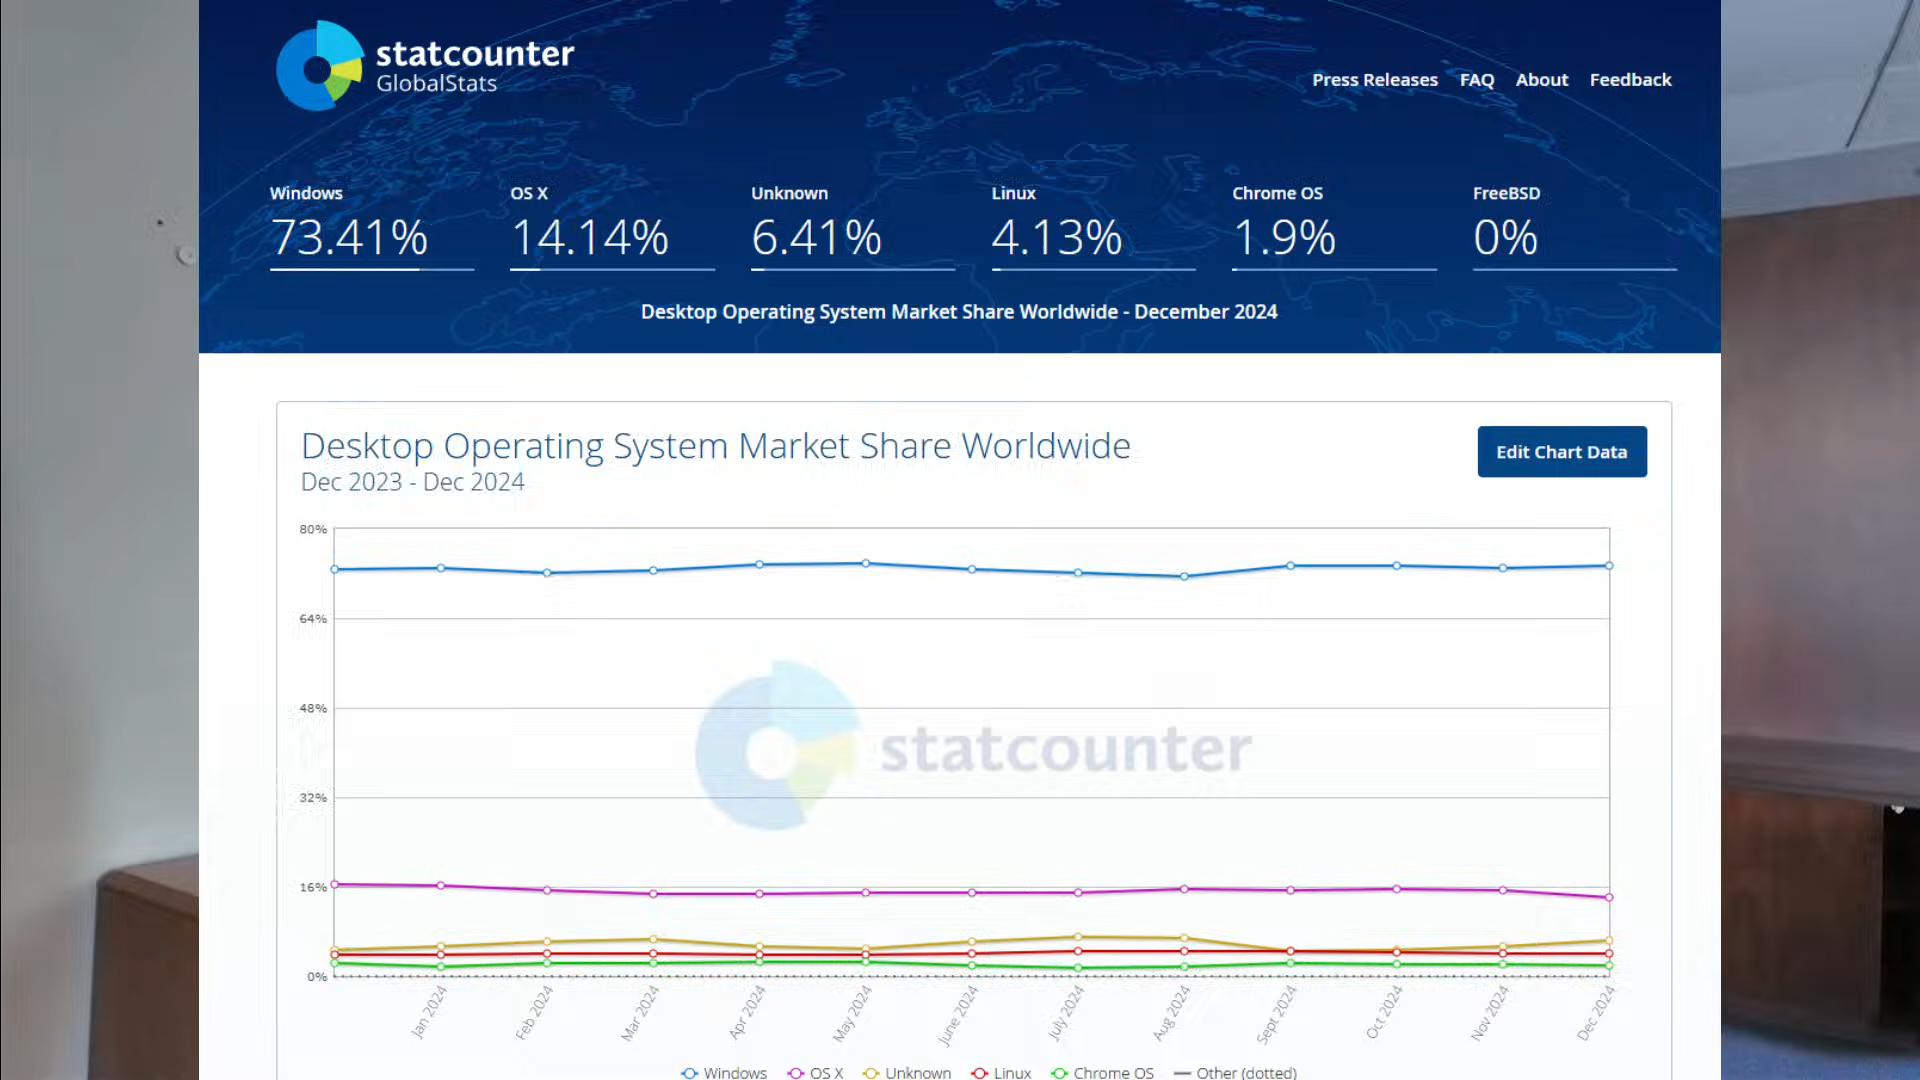 statcounter
GlobalStats
Press Releases FAQ About Feedback
Windows OS X Unknown Linux Chrome OS FreeBSD
73.41% 14.14% 6.41% 4.13% 1.9% 0%
Desktop Operating System Market Share Worldwide - December 2024
Desktop Operating System Market Share Worldwide
Edit Chart Data
Dec 2023 - Dec 2024
80%
64%
48%
statcounter
32%
16%
0%
Jan 2024 Feb 2024 Mar 2024 Apr 2024 May 2024 June 2024 July 2024 Aug 2024 Sept 2024 Oct 2024 Nov 2024 Dec 2024
Windows OS X Unknown Linux Chrome OS Other (dotted)